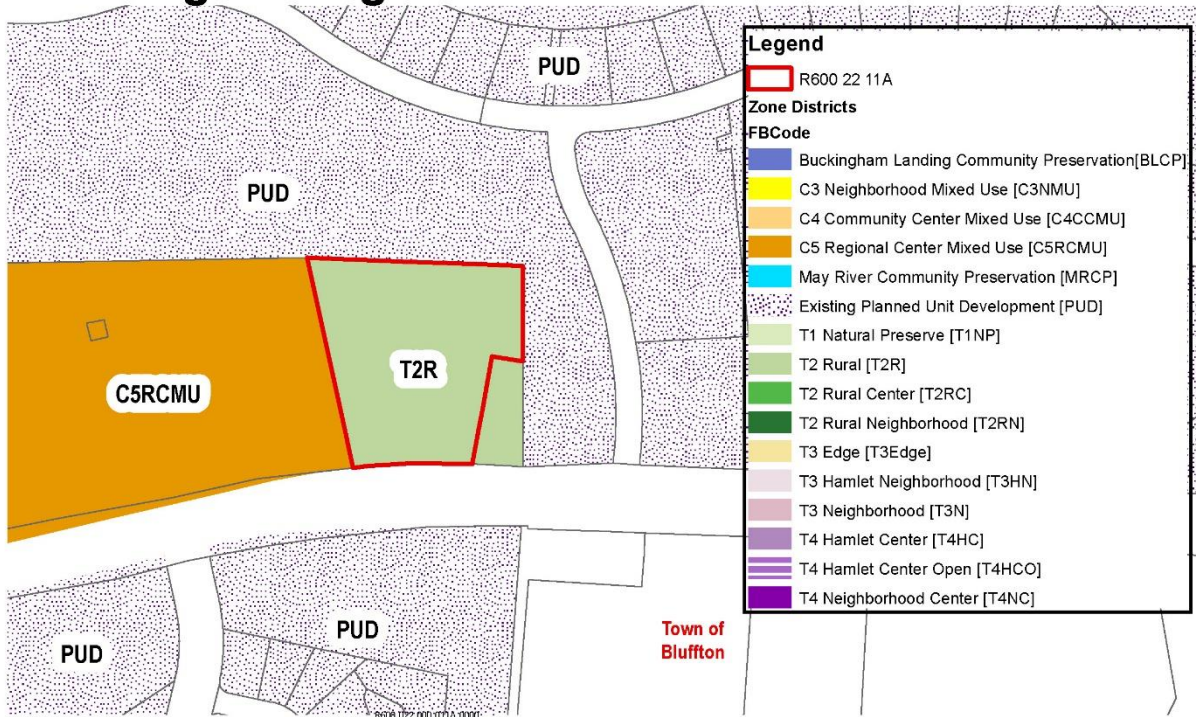 PUD
PUD
C5RCMU
T2R
PUD
PUD
Town of
Bluffton
Legend
R600 22 11A
Zone Districts
FBCode
Buckingham Landing Community Preservation[BLCP]
C3 Neighborhood Mixed Use [C3NMU]
C4 Community Center Mixed Use [C4CCMU]
C5 Regional Center Mixed Use [C5RCMU]
May River Community Preservation [MRCP]
Existing Planned Unit Development [PUD]
T1 Natural Preserve [T1NP]
T2 Rural [T2R]
T2 Rural Center [T2RC]
T2 Rural Neighborhood [T2RN]
T3 Edge [T3Edge]
T3 Hamlet Neighborhood [T3HN]
T3 Neighborhood [T3N]
T4 Hamlet Center [T4HC]
T4 Hamlet Center Open [T4HCO]
T4 Neighborhood Center [T4NC]